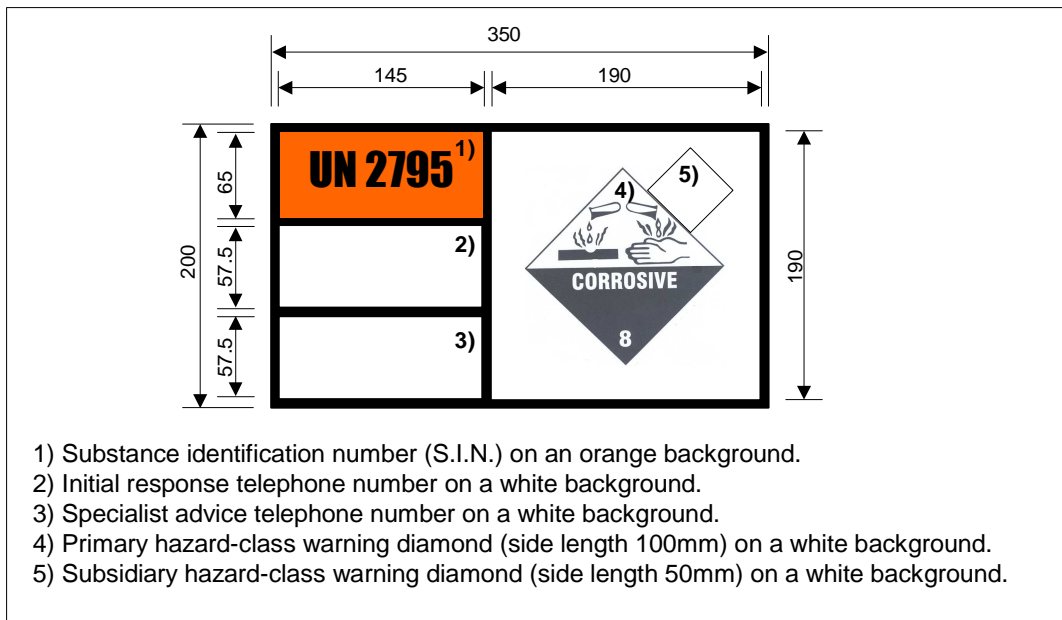 350
145
190
UN 2795 1)
65
2)
57.5
200
3)
57.5
4)
5)
CORROSIVE
8
190
1) Substance identification number (S.I.N.) on an orange background.
2) Initial response telephone number on a white background.
3) Specialist advice telephone number on a white background.
4) Primary hazard-class warning diamond (side length 100mm) on a white background.
5) Subsidiary hazard-class warning diamond (side length 50mm) on a white background.